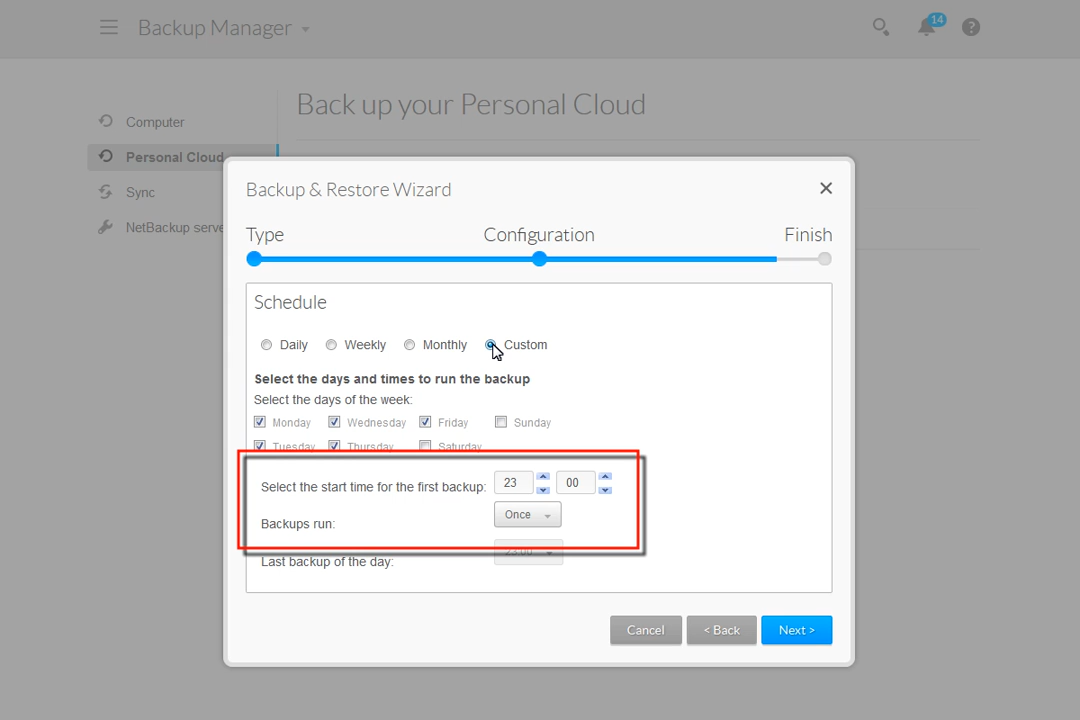 Backup Manager
14
?
Back up your Personal Cloud
Computer
Personal Cloud
Sync
NetBackup serve
Backup & Restore Wizard
Type Configuration Finish
Schedule
Daily Weekly Monthly Custom
Select the days and times to run the backup
Select the days of the week:
Monday Wednesday Friday Sunday
Tuesday Thursday Saturday
Select the start time for the first backup: 23 00
Backups run: Once
Last backup of the day: 23:00
Cancel < Back Next >